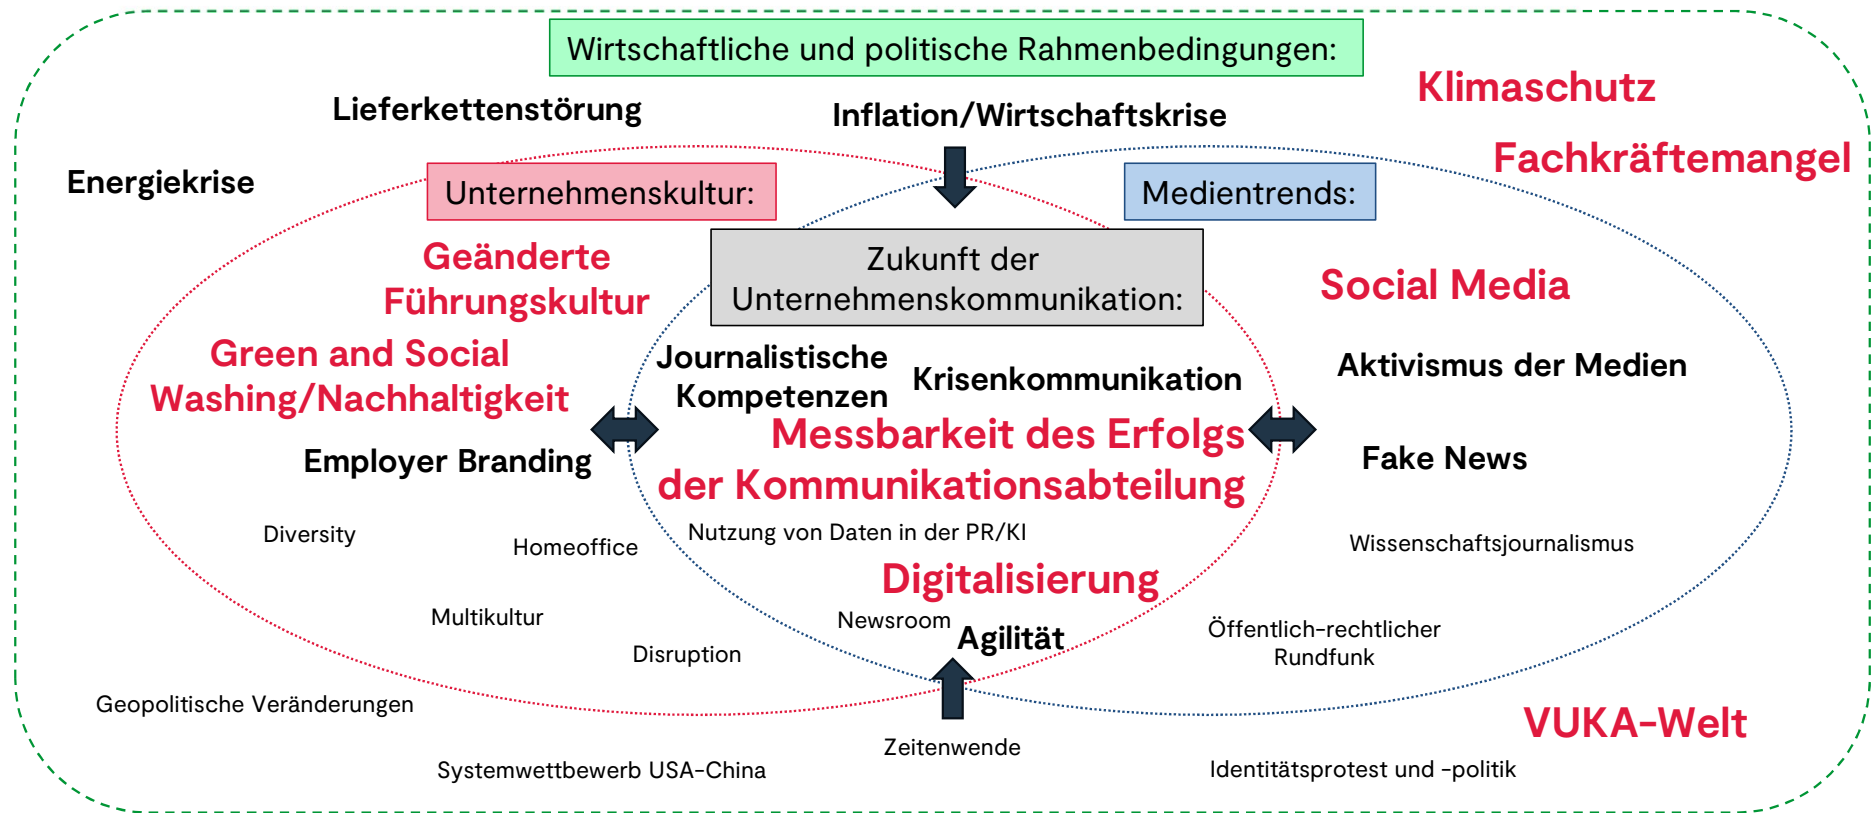 Wirtschaftliche und politische Rahmenbedingungen:
Klimaschutz
Lieferkettenstörung
Inflation/Wirtschaftskrise
Fachkräftemangel
Energiekrise
Unternehmenskultur:
Medientrends:
Geänderte
Führungskultur
Zukunft der
Unternehmenskommunikation:
Social Media
Green and Social
Washing/Nachhaltigkeit
Journalistische
Kompetenzen
Krisenkommunikation
Aktivismus der Medien
Messbarkeit des Erfolgs
der Kommunikationsabteilung
Employer Branding
Fake News
Diversity
Homeoffice
Nutzung von Daten in der PR/KI
Wissenschaftsjournalismus
Digitalisierung
Multikultur
Newsroom
Agilität
Öffentlich-rechtlicher
Rundfunk
Disruption
Geopolitische Veränderungen
VUKA-Welt
Zeitenwende
Systemwettbewerb USA-China
Identitätsprotest und -politik